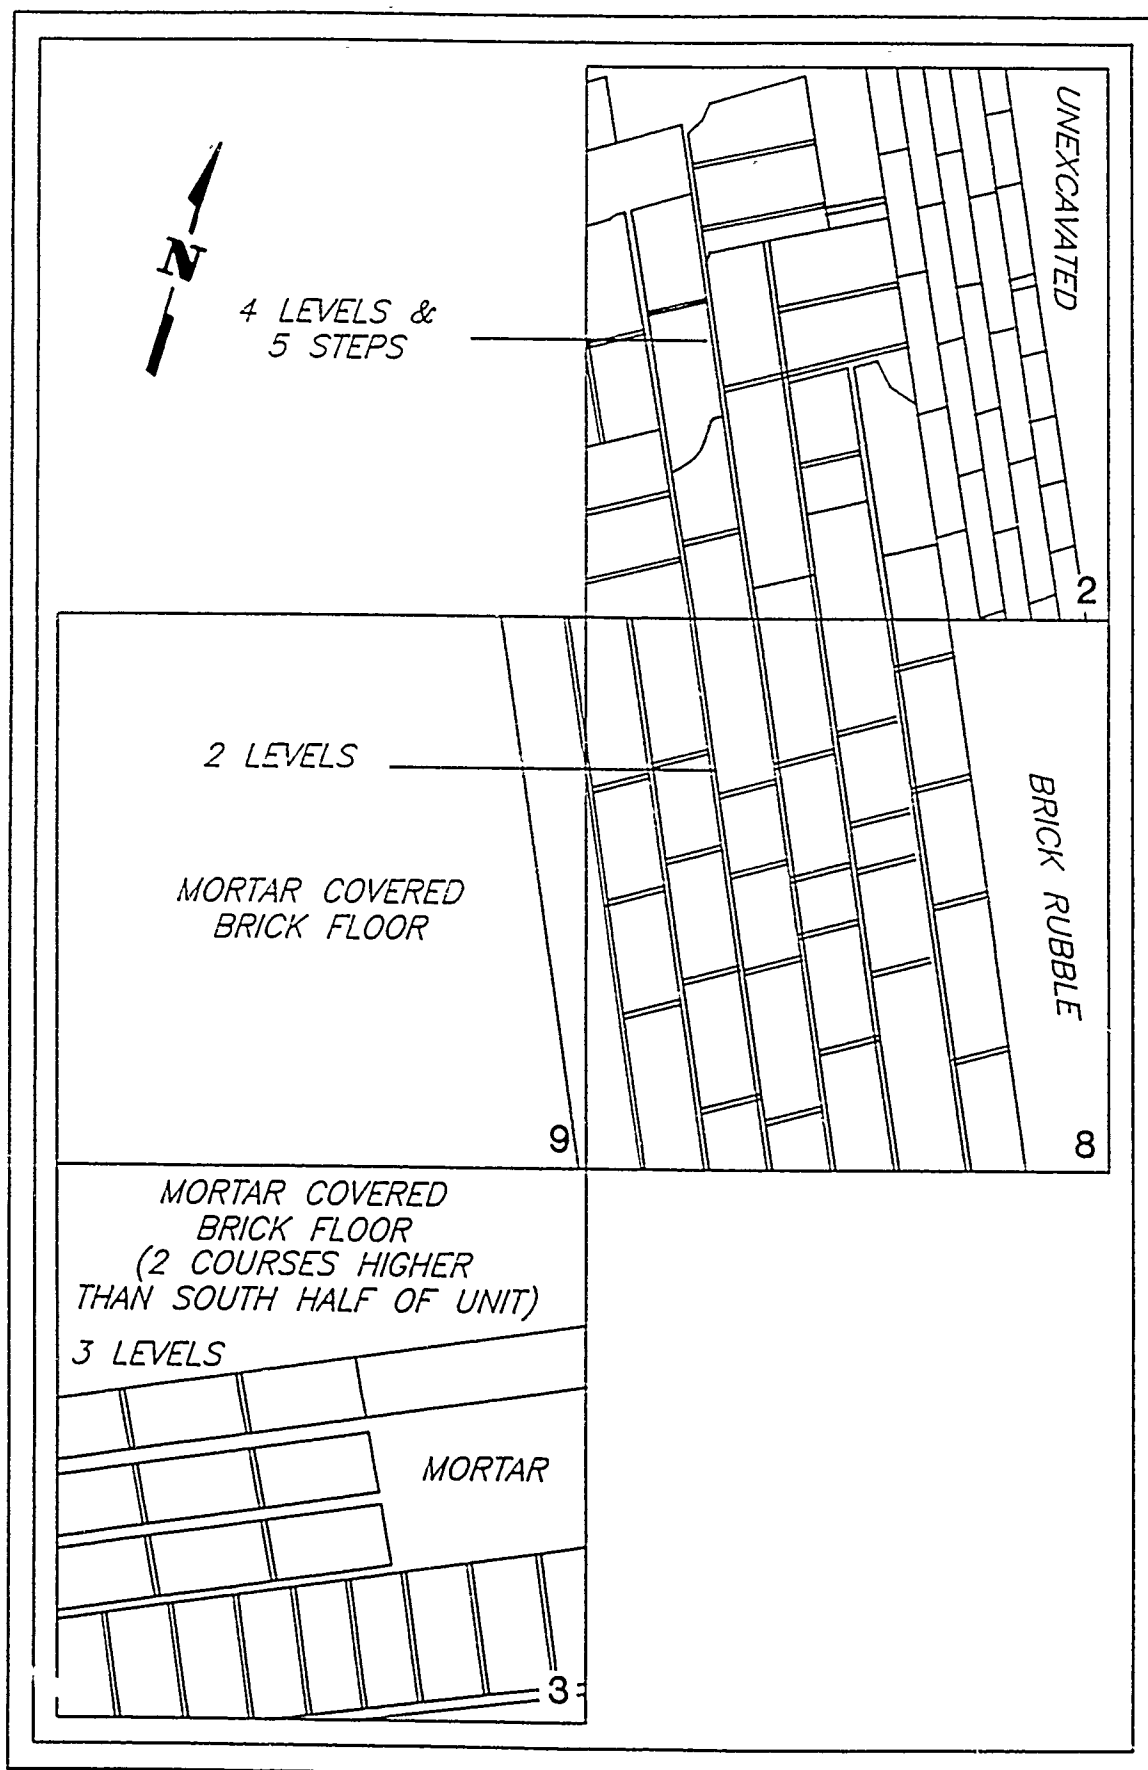 UNEXCAVATED
N
4 LEVELS &
5 STEPS
2
2 LEVELS
MORTAR COVERED
BRICK FLOOR
BRICK RUBBLE
9
8
MORTAR COVERED
BRICK FLOOR
(2 COURSES HIGHER
THAN SOUTH HALF OF UNIT)
3 LEVELS
MORTAR
3